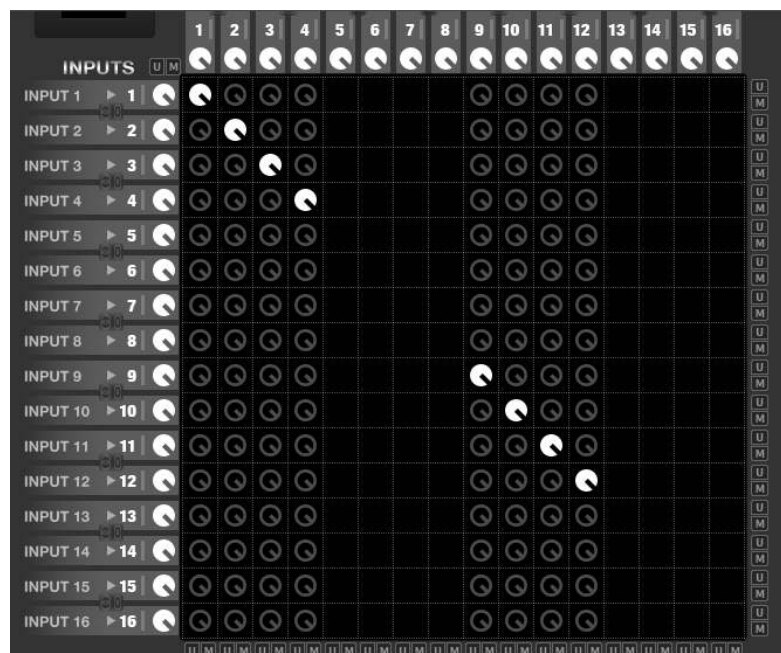 1 2 3 4 5 6 7 8 9 10 11 12 13 14 15 16
INPUTS U M
INPUT 1 1 U M
INPUT 2 2 U M
INPUT 3 3 U M
INPUT 4 4 U M
INPUT 5 5 U M
INPUT 6 6 U M
INPUT 7 7 U M
INPUT 8 8 U M
INPUT 9 9 U M
INPUT 10 10 U M
INPUT 11 11 U M
INPUT 12 12 U M
INPUT 13 13 U M
INPUT 14 14 U M
INPUT 15 15 U M
INPUT 16 16 U M
U M U M U M U M U M U M U M U M U M U M U M U M U M U M U M U M